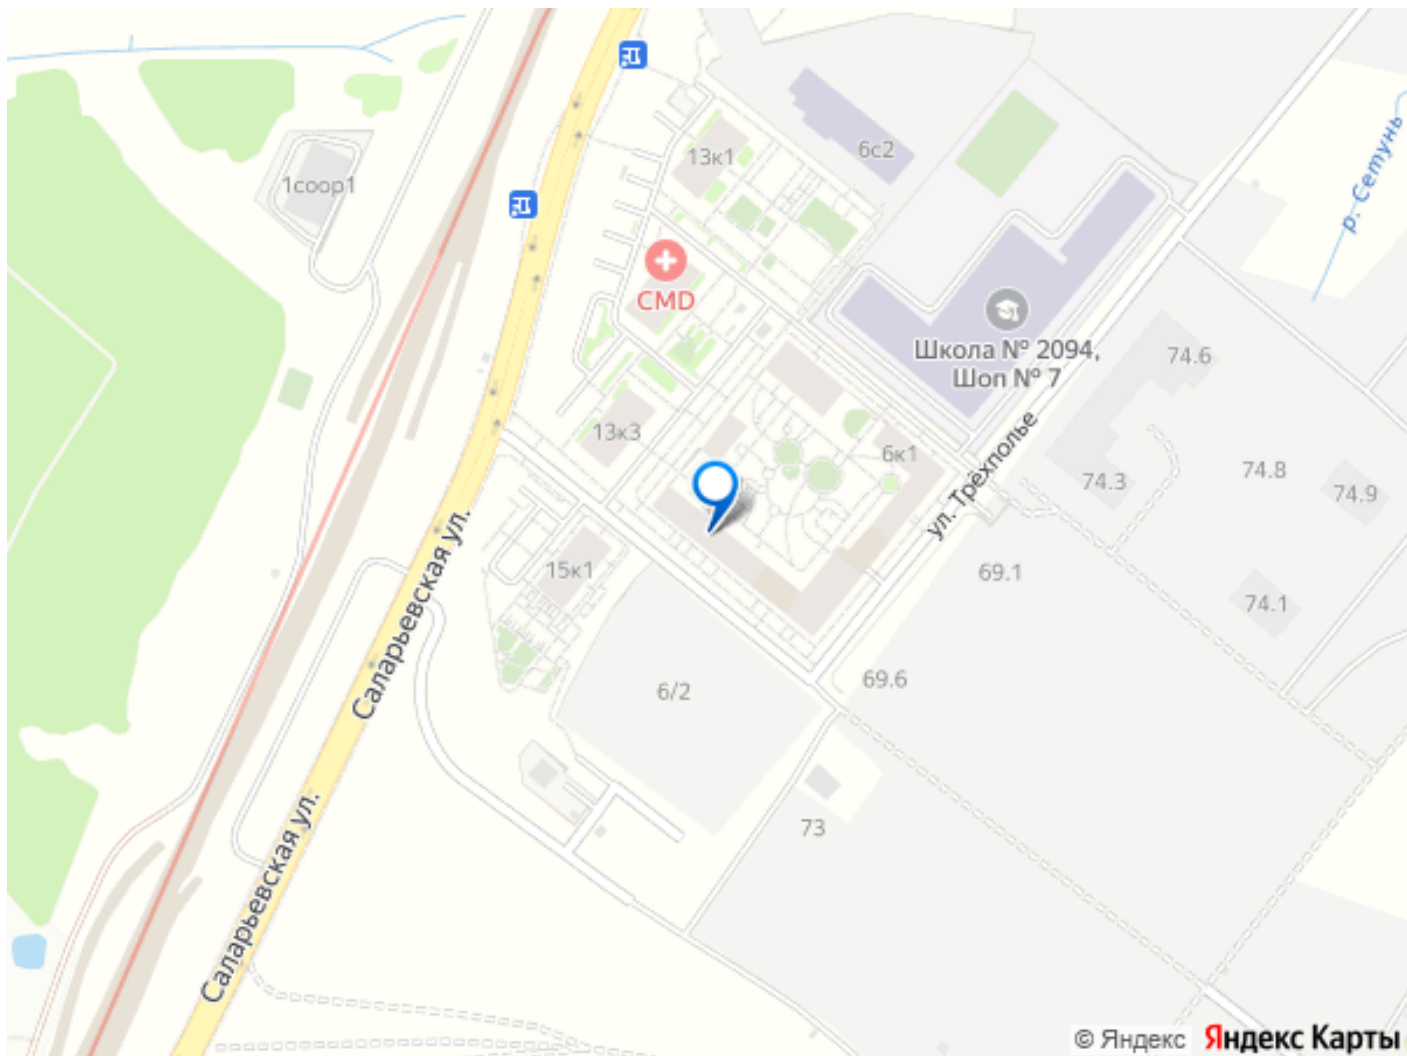 13к1
6с2
1соор1
р. Сетунь
CMD
Школа № 2094,
Шоп № 7
74.6
13к3
6к1
74.3
74.8
74.9
ул. Трёхполье
15к1
69.1
74.1
Саларьевская ул.
6/2
69.6
73
Саларьевская ул.
© Яндекс Яндекс Карты